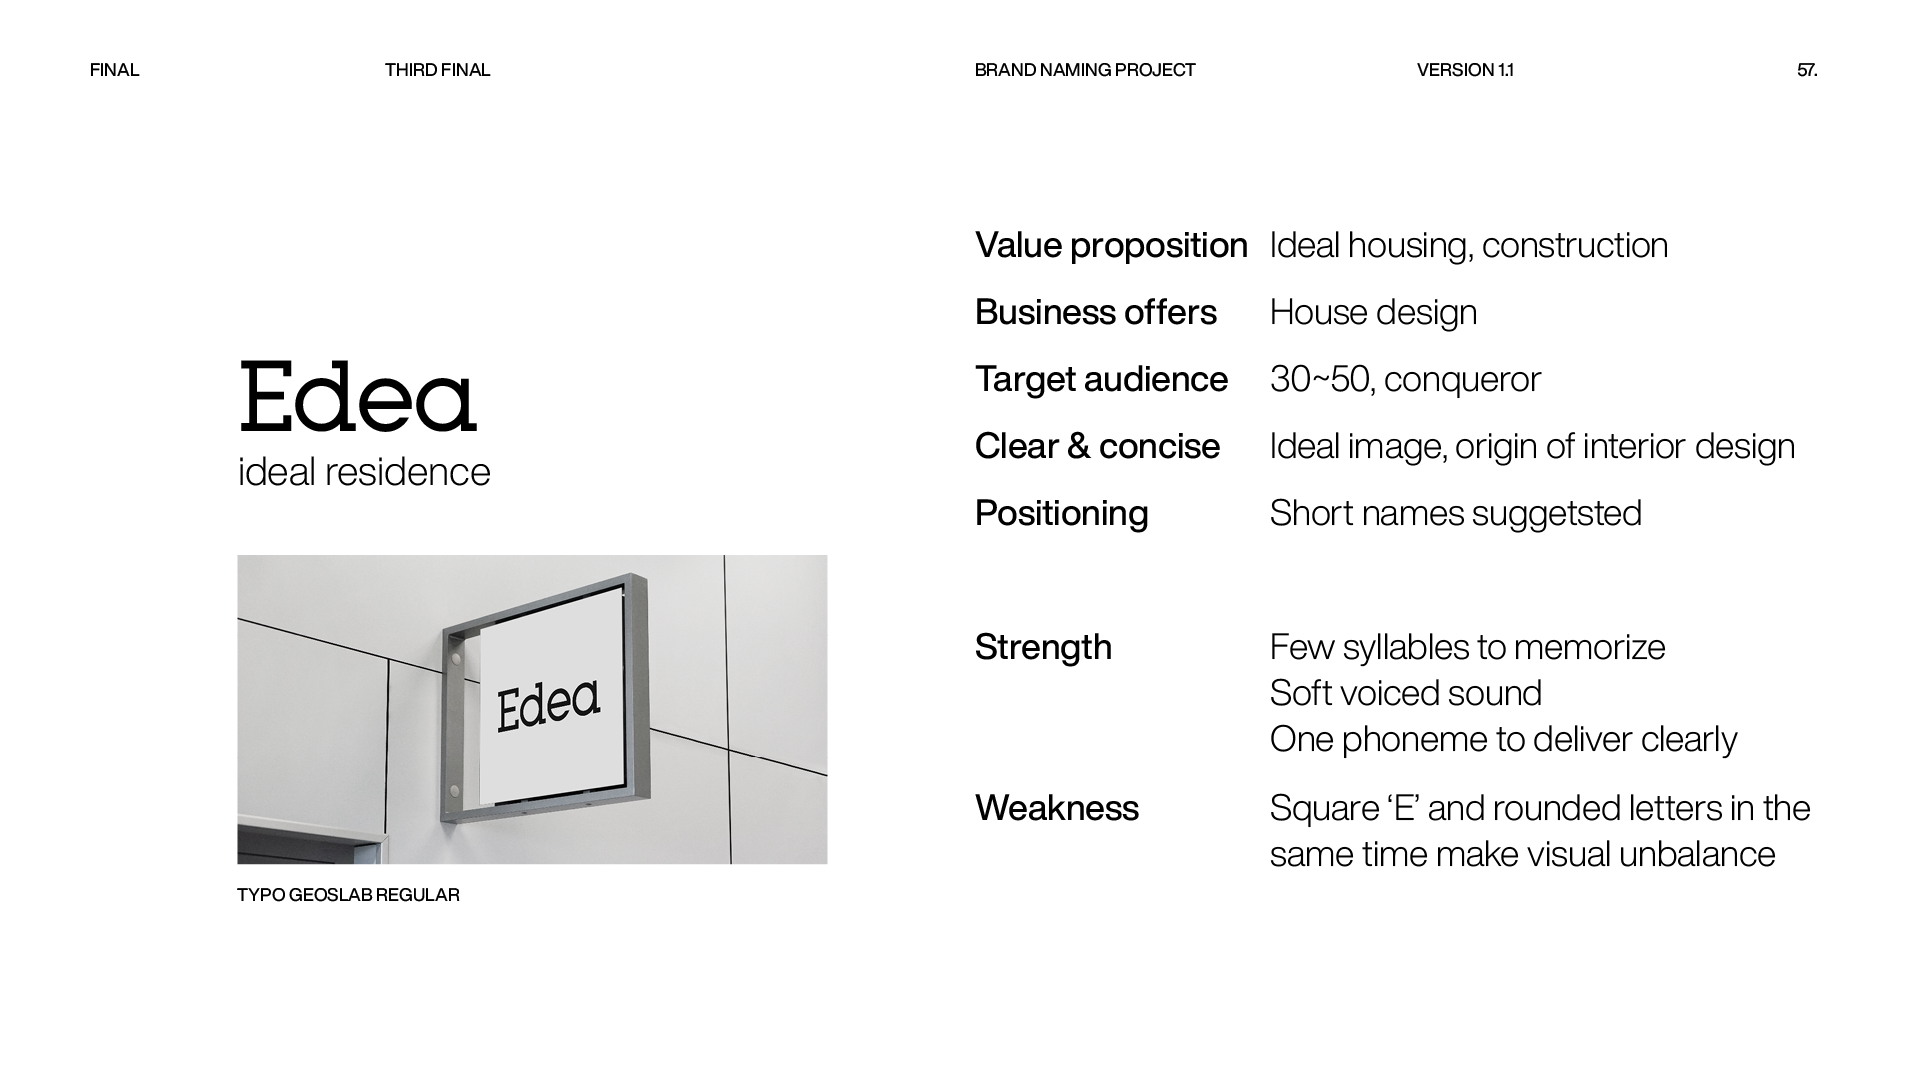 FINAL
THIRD FINAL
BRAND NAMING PROJECT
VERSION 1.1
57.
Edea
ideal residence
Edea
TYPO GEOSLAB REGULAR
Value proposition Ideal housing, construction
Business offers House design
Target audience 30~50, conqueror
Clear & concise Ideal image, origin of interior design
Positioning Short names suggetsted
Strength Few syllables to memorize
Soft voiced sound
One phoneme to deliver clearly
Weakness Square ‘E’ and rounded letters in the
same time make visual unbalance